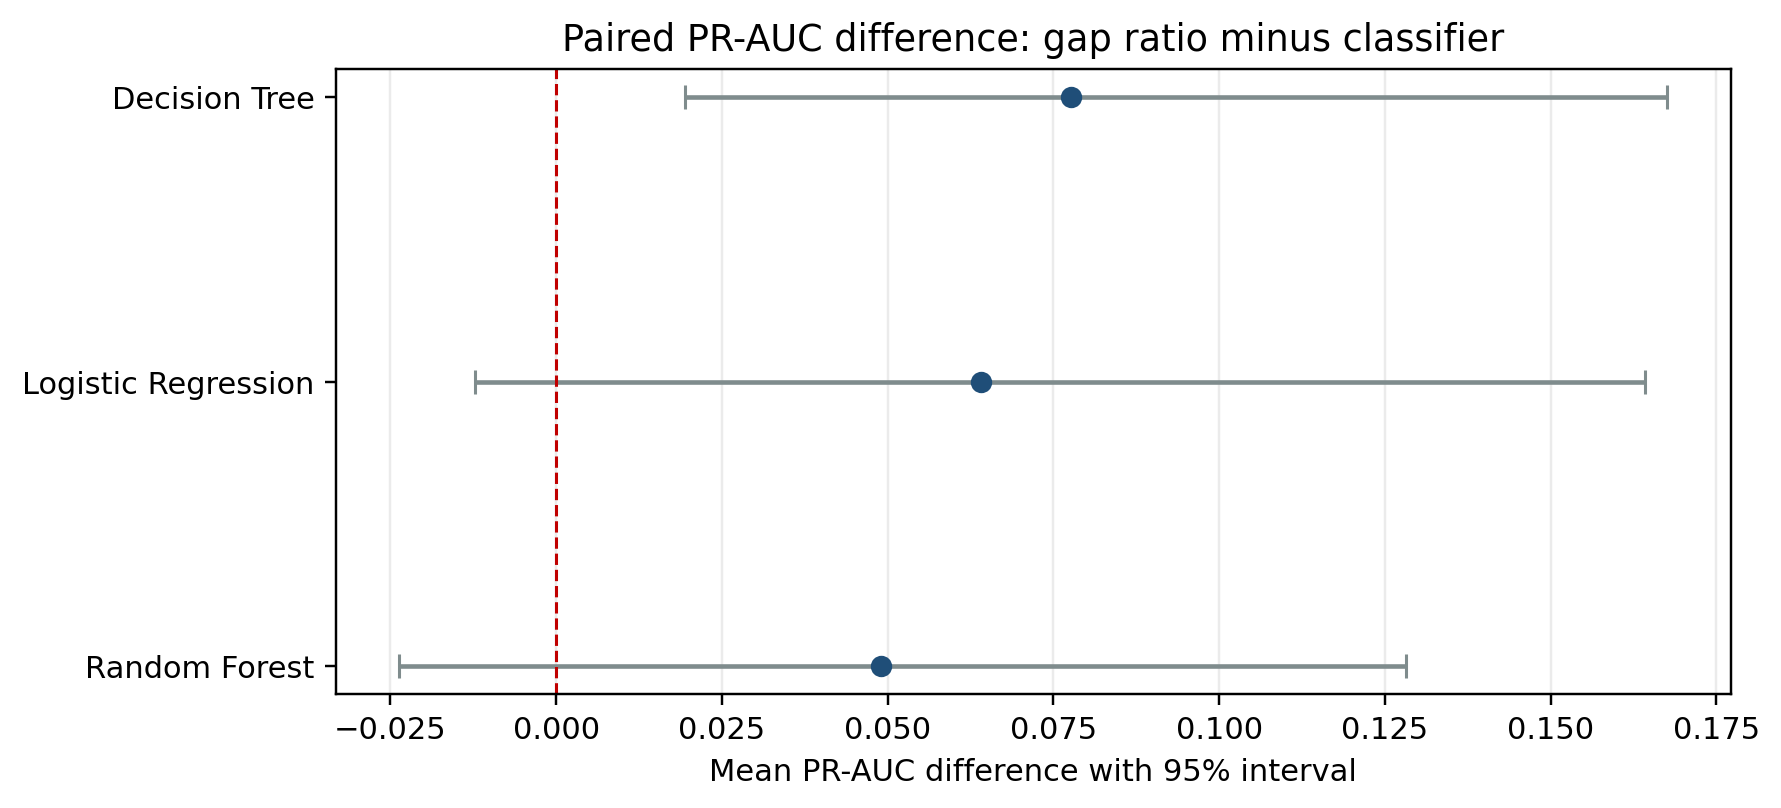 Paired PR-AUC difference: gap ratio minus classifier
Decision Tree
Logistic Regression
Random Forest
−0.025 0.000 0.025 0.050 0.075 0.100 0.125 0.150 0.175
Mean PR-AUC difference with 95% interval